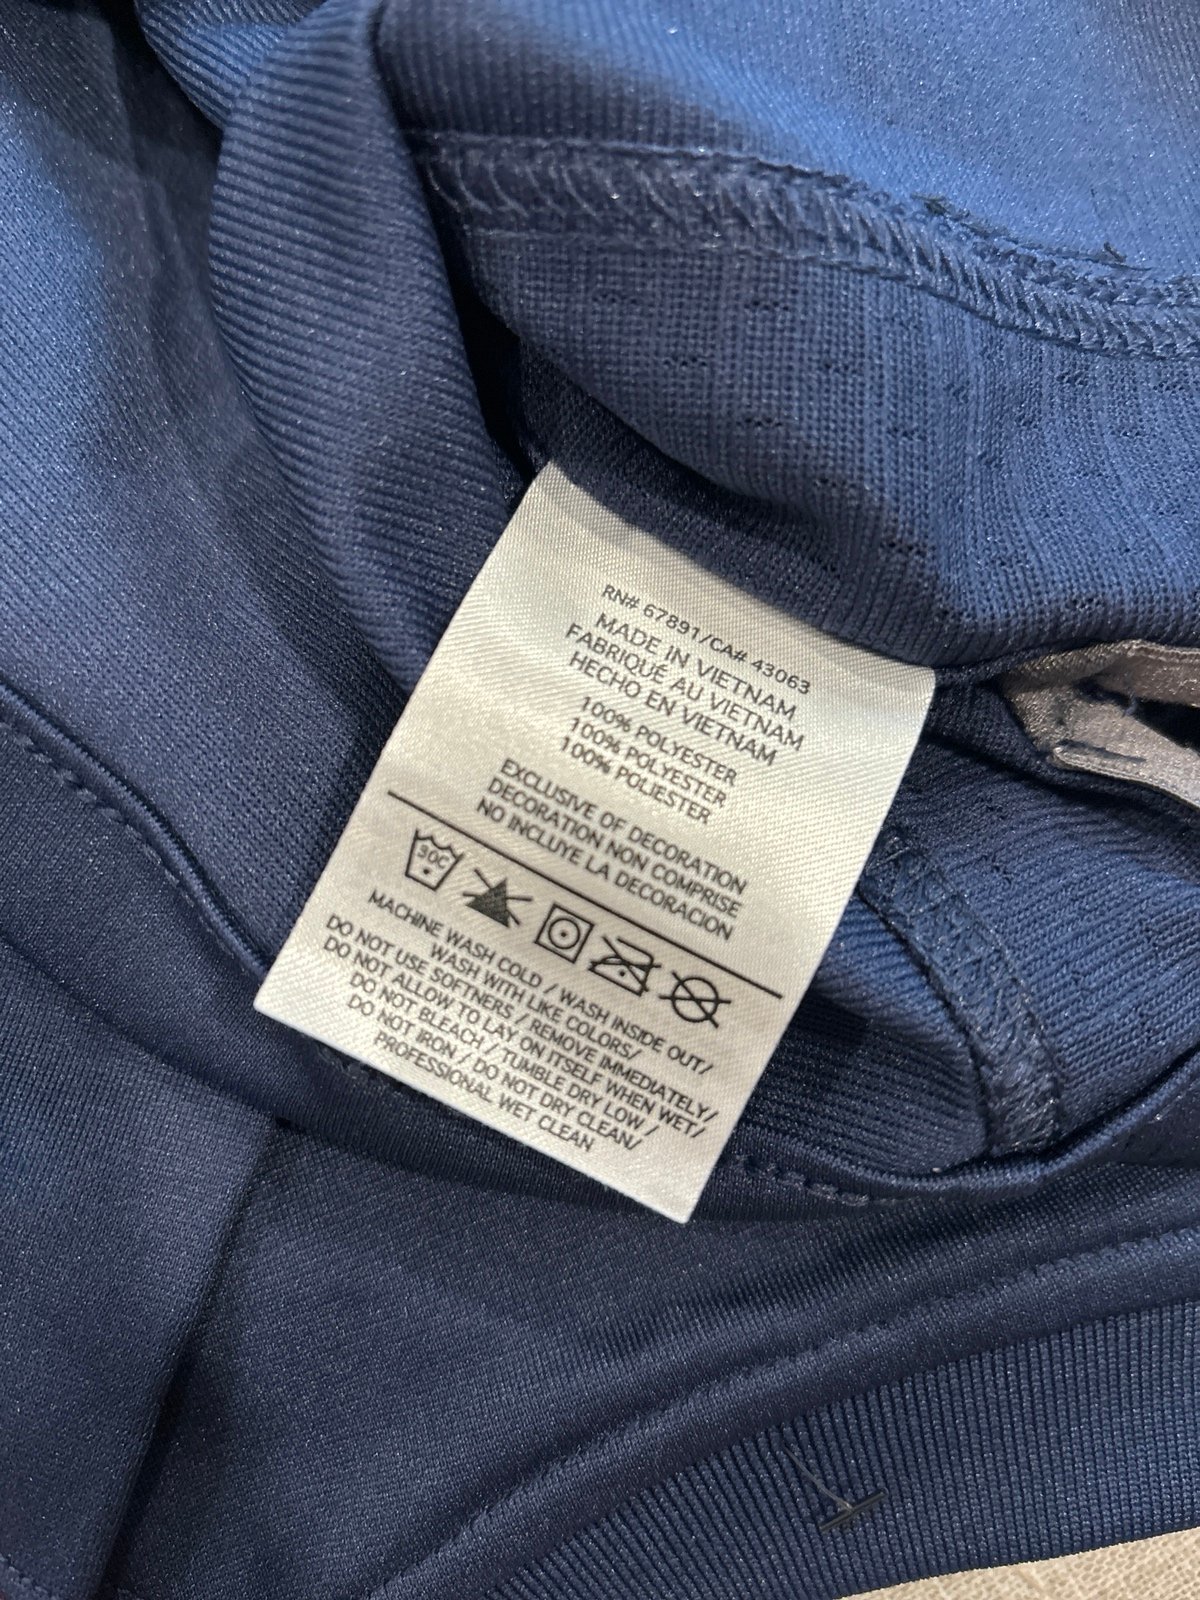 RN# 67891/CA# 43063
MADE IN VIETNAM
FABRIQUÉ AU VIETNAM
HECHO EN VIETNAM
100% POLYESTER
100% POLYESTER
100% POLIESTER
EXCLUSIVE OF DECORATION
DECORATION NON COMPRISE
NO INCLUYE LA DECORACION
30C
MACHINE WASH COLD / WASH INSIDE OUT/
WASH WITH LIKE COLORS/
DO NOT USE SOFTNERS / REMOVE IMMEDIATELY/
DO NOT ALLOW TO LAY ON ITSELF WHEN WET/
DO NOT BLEACH / TUMBLE DRY LOW /
DO NOT IRON / DO NOT DRY CLEAN/
PROFESSIONAL WET CLEAN